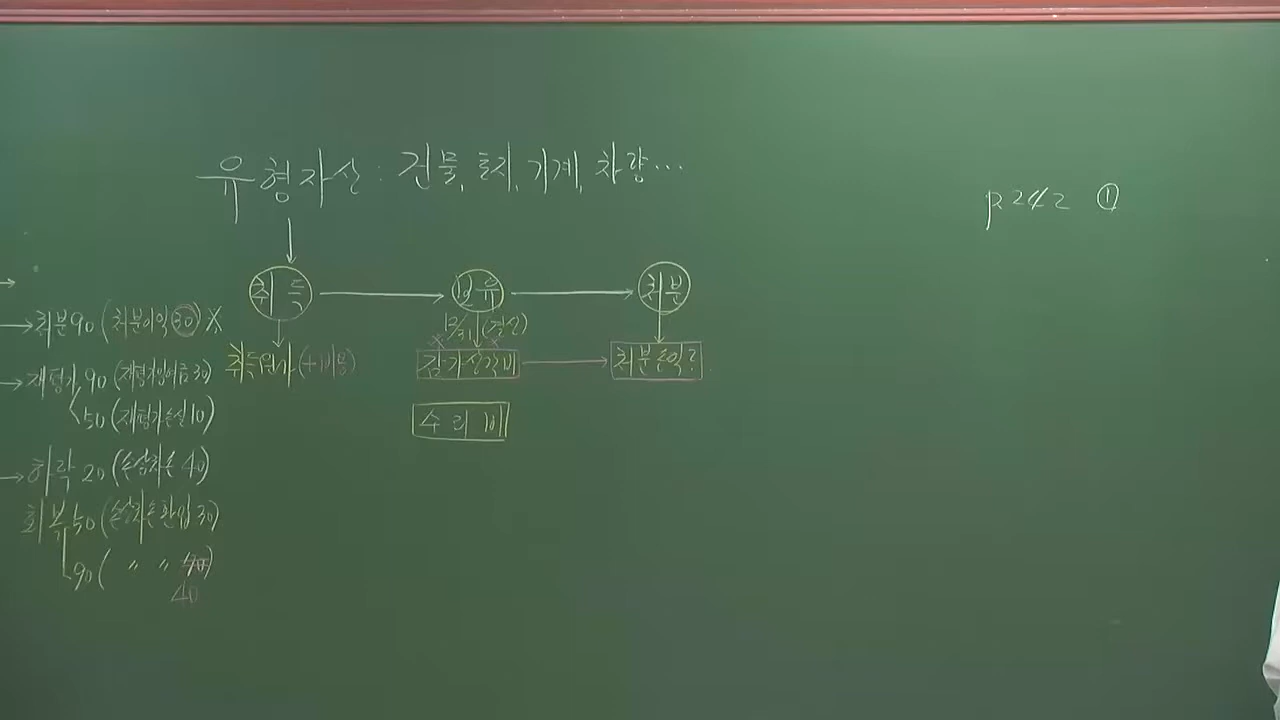 유형자산 : 건물, 토지, 기계, 차량…
p242 ①
취득 → 보유 → 처분
12/31 (결산)
취득원가 (+비용)
감가상각비 → 처분손익?
수리비
→ 처분 90 (처분이익 30) X
→ 재평가 90 (재평가잉여금 30)
50 (재평가손실 10)
→ 하락 20 (손상차손 40)
회복 50 (손상차손환입 30)
90 ( 〃 〃 70)
40